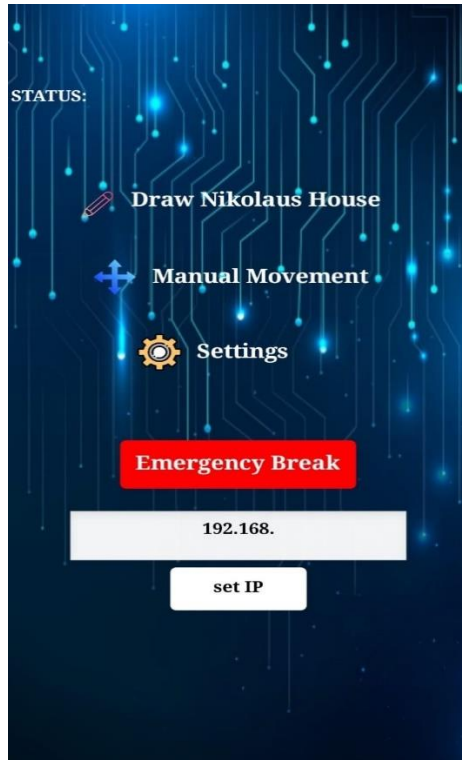 STATUS:
Draw Nikolaus House
Manual Movement
Settings
Emergency Break
192.168.
set IP